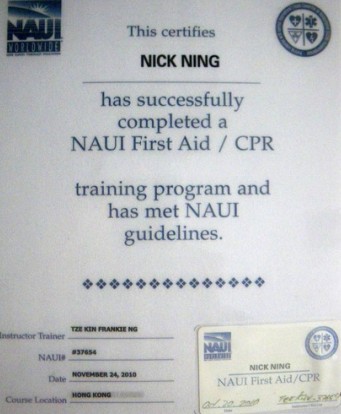 NAUI
WORLDWIDE
This certifies
NICK NING
has successfully
completed a
NAUI First Aid / CPR
training program and
has met NAUI
guidelines.
Instructor Trainer TZE KIN FRANKIE NG
NAUI# #37654
Date NOVEMBER 24, 2010
Course Location HONG KONG
NAUI
NICK NING
NAUI First Aid/CPR